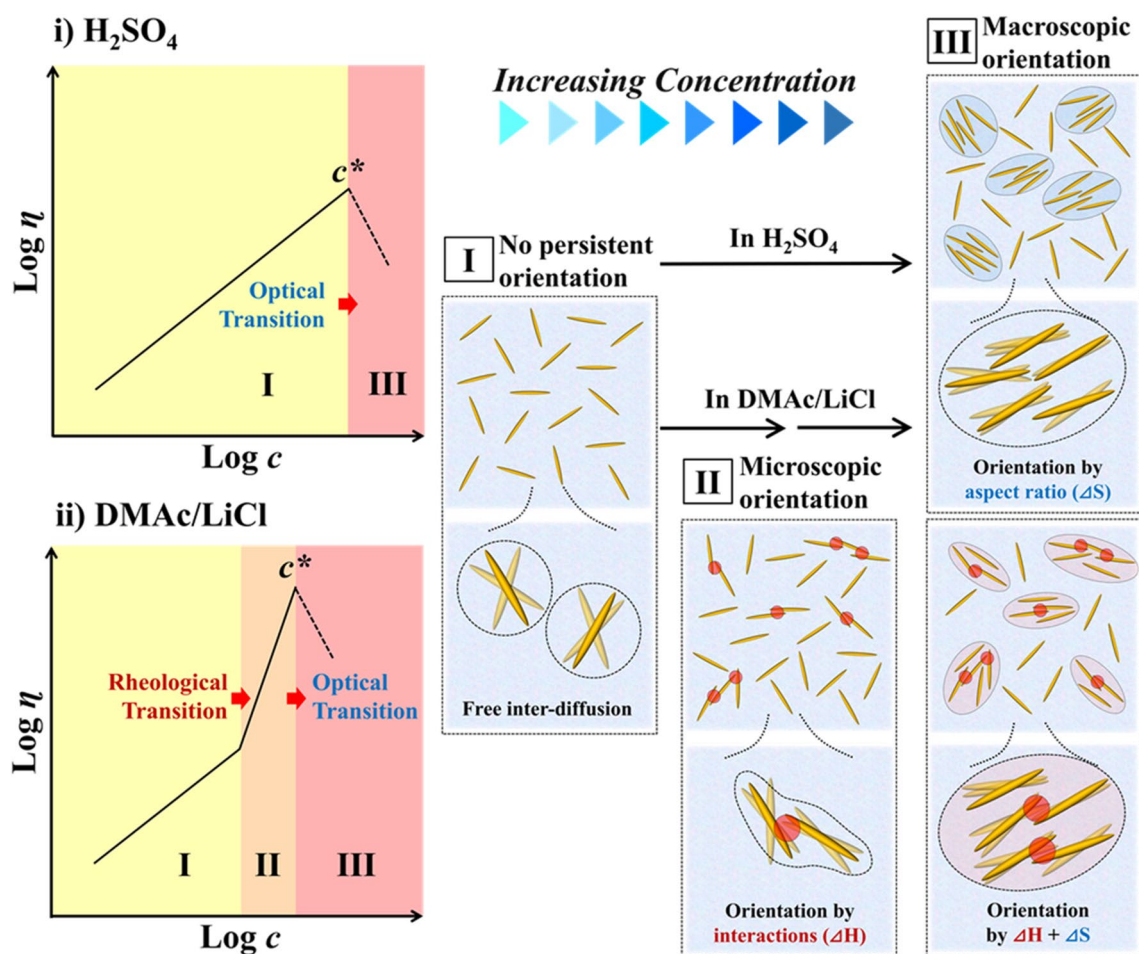 i) H₂SO₄
Log η
c*
Optical
Transition
I
III
Log c
ii) DMAc/LiCl
Log η
c*
Rheological
Transition
Optical
Transition
I
II
III
Log c
Increasing Concentration
I
No persistent
orientation
Free inter-diffusion
In H₂SO₄
In DMAc/LiCl
II
Microscopic
orientation
Orientation by
interactions (⊿H)
III
Macroscopic
orientation
Orientation by
aspect ratio (⊿S)
Orientation
by ⊿H + ⊿S